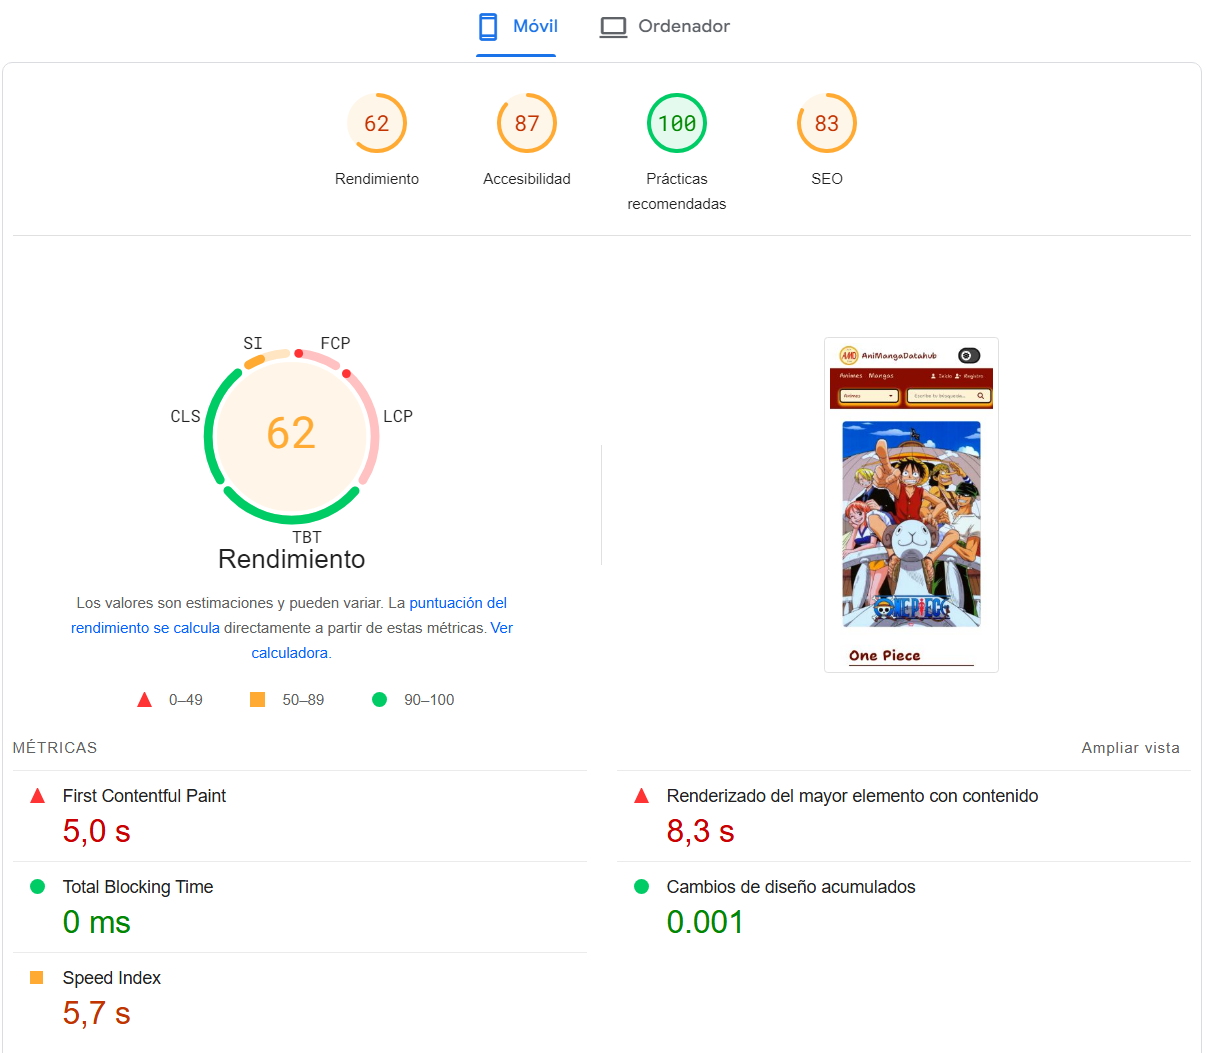 Móvil
Ordenador
62
87
100
83
Rendimiento
Accesibilidad
Prácticas
recomendadas
SEO
SI
FCP
CLS
62
LCP
TBT
Rendimiento
Los valores son estimaciones y pueden variar. La puntuación del
rendimiento se calcula directamente a partir de estas métricas. Ver
calculadora.
0–49
50–89
90–100
AMD AniMangaDatahub
Animes Mangas
Inicio Registro
Animes
Escribe tu búsqueda...
ONE PIECE
One Piece
MÉTRICAS
Ampliar vista
First Contentful Paint
5,0 s
Renderizado del mayor elemento con contenido
8,3 s
Total Blocking Time
0 ms
Cambios de diseño acumulados
0.001
Speed Index
5,7 s